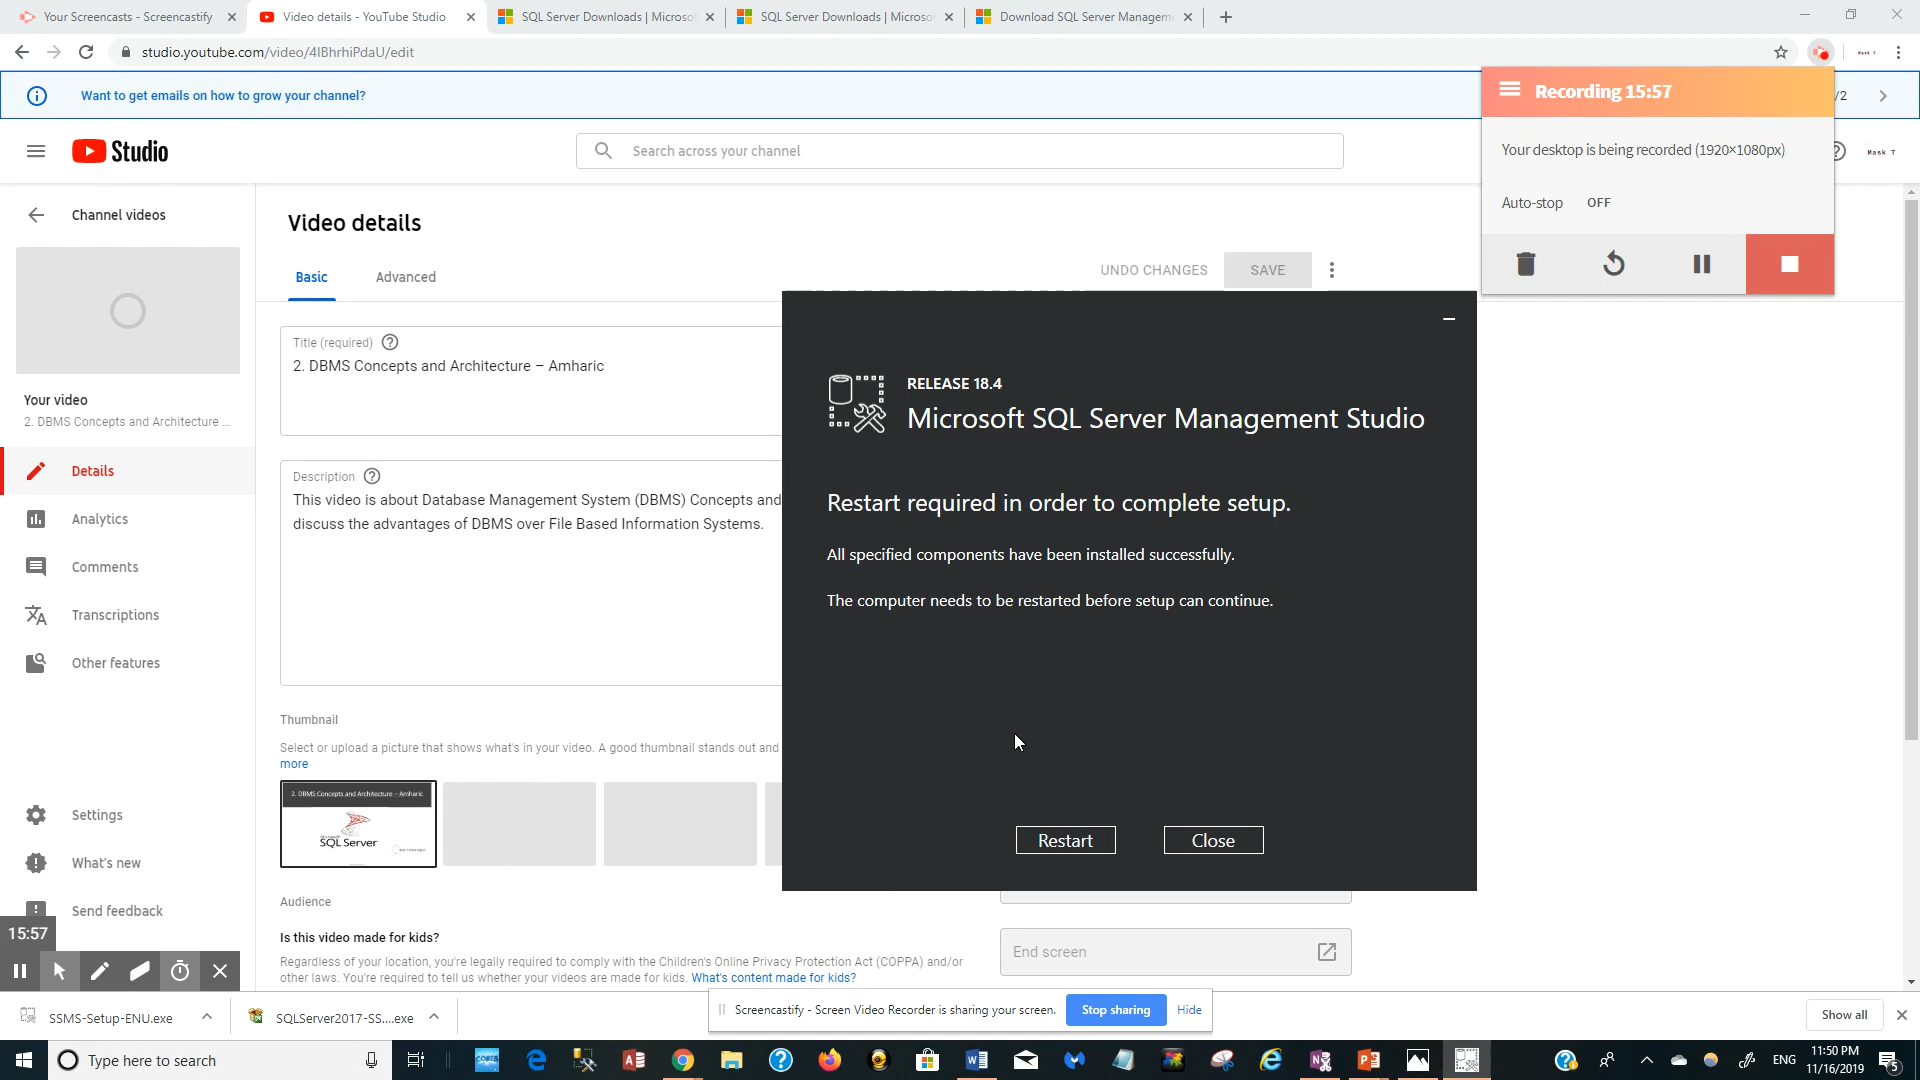 Your Screencasts - Screencastify
Video details - YouTube Studio
SQL Server Downloads | Microso
SQL Server Downloads | Microso
Download SQL Server Managem
studio.youtube.com/video/4IBhrhiPdaU/edit
Want to get emails on how to grow your channel?
/2
Recording 15:57
Your desktop is being recorded (1920×1080px)
Auto-stop OFF
Studio
Search across your channel
Mask T
Channel videos
Your video
2. DBMS Concepts and Architecture ...
Details
Analytics
Comments
Transcriptions
Other features
Settings
What's new
Send feedback
15:57
Video details
Basic
Advanced
UNDO CHANGES
SAVE
Title (required)
2. DBMS Concepts and Architecture – Amharic
Description
This video is about Database Management System (DBMS) Concepts and
discuss the advantages of DBMS over File Based Information Systems.
Thumbnail
Select or upload a picture that shows what's in your video. A good thumbnail stands out and
more
2. DBMS Concepts and Architecture – Amharic
SQL Server
Audience
Is this video made for kids?
Regardless of your location, you're legally required to comply with the Children's Online Privacy Protection Act (COPPA) and/or
other laws. You're required to tell us whether your videos are made for kids. What's content made for kids?
End screen
RELEASE 18.4
Microsoft SQL Server Management Studio
Restart required in order to complete setup.
All specified components have been installed successfully.
The computer needs to be restarted before setup can continue.
Restart
Close
SSMS-Setup-ENU.exe
SQLServer2017-SS....exe
Screencastify - Screen Video Recorder is sharing your screen.
Stop sharing
Hide
Show all
Type here to search
ENG
11:50 PM
11/16/2019
5